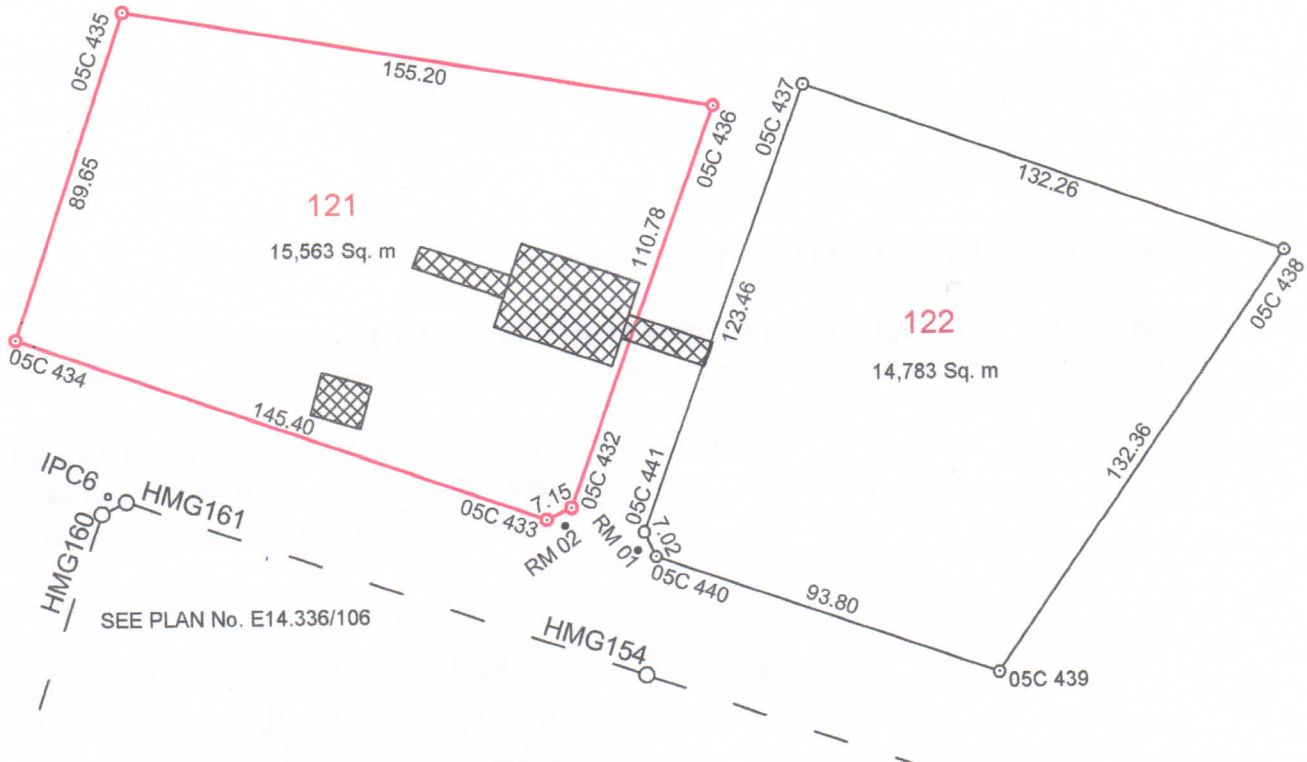 05C 435
155.20
05C 436
89.65
121
15,563 Sq. m
110.78
05C 434
145.40
7.15
05C 432
05C 433
RM 02
05C 437
132.26
05C 438
123.46
122
14,783 Sq. m
132.36
05C 441
7.02
RM 01
05C 440
93.80
05C 439
IPC6
HMG161
HMG160
SEE PLAN No. E14.336/106
HMG154